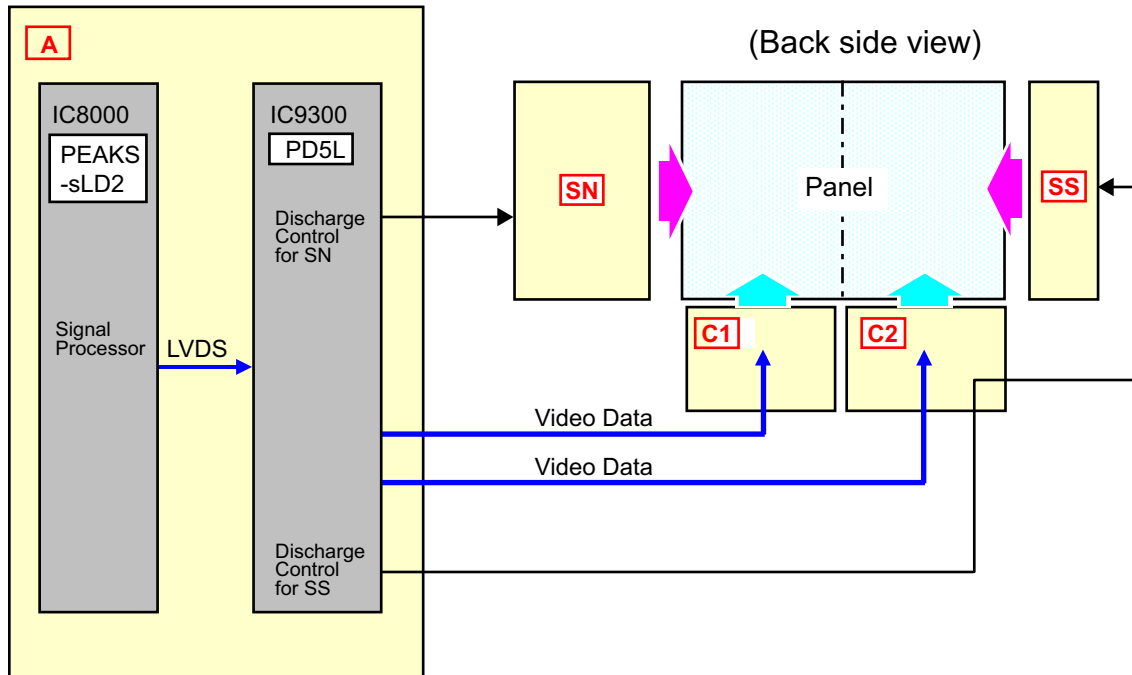 A
IC8000
PEAKS
-sLD2
Signal
Processor
LVDS
IC9300
PD5L
Discharge
Control
for SN
Discharge
Control
for SS
(Back side view)
SN
Panel
SS
C1
C2
Video Data
Video Data